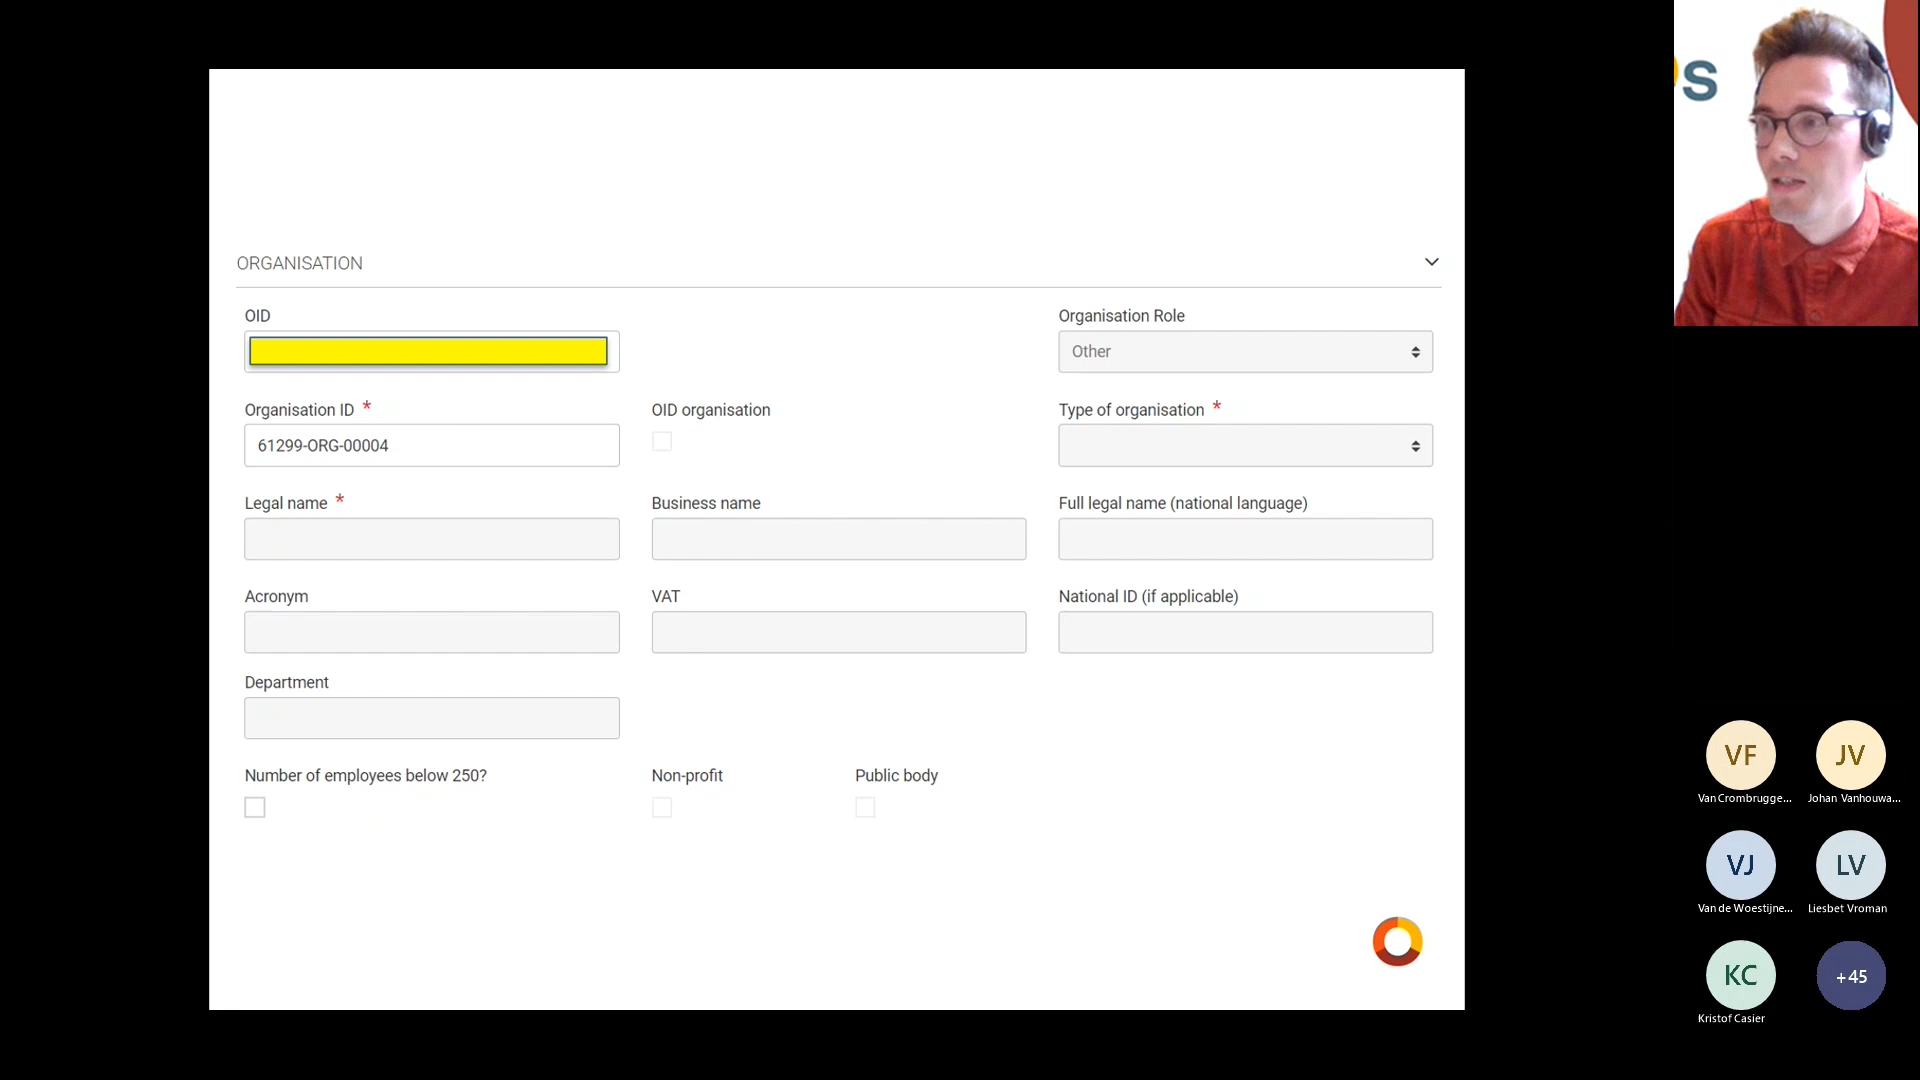 s
ORGANISATION
OID
Organisation Role
Other
Organisation ID *
OID organisation
Type of organisation *
61299-ORG-00004
Legal name *
Business name
Full legal name (national language)
Acronym
VAT
National ID (if applicable)
Department
Number of employees below 250?
Non-profit
Public body
VF
JV
Van Crombrugge...
Johan Vanhouwa...
VJ
LV
Van de Woestijne...
Liesbet Vroman
KC
+45
Kristof Casier